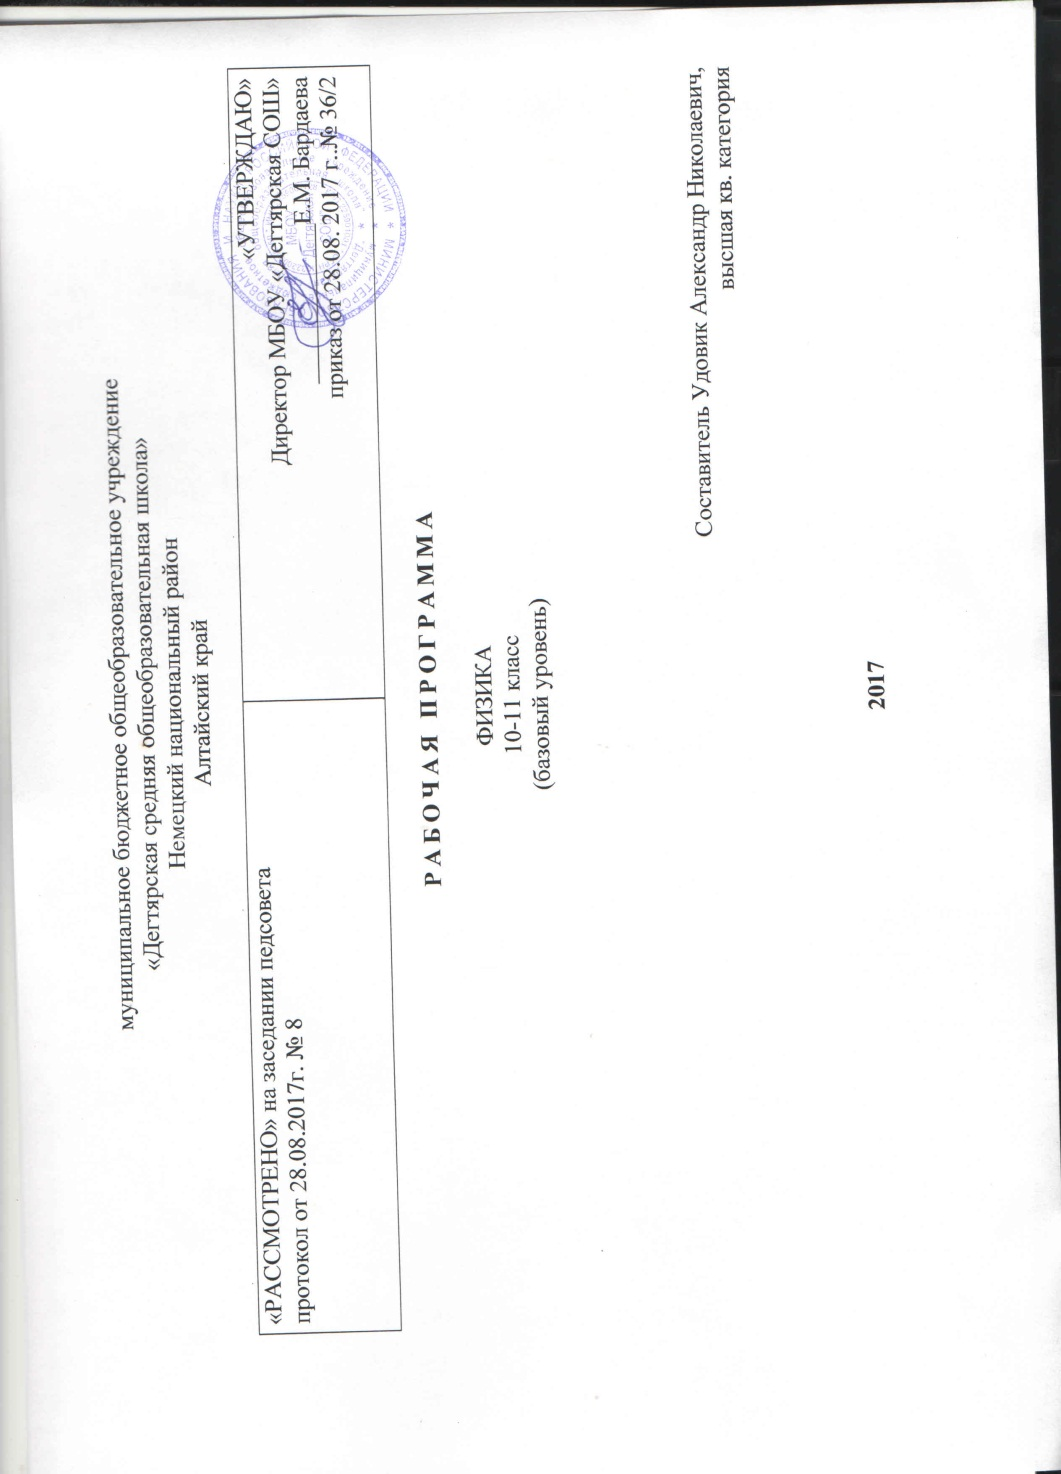 муниципальное бюджетное общеобразовательное учреждение
«Дегтярская средняя общеобразовательная школа»
Немецкий национальный район
Алтайский край
«РАССМОТРЕНО» на заседании педсовета
протокол от 28.08.2017г. № 8
«УТВЕРЖДАЮ»
Директор МБОУ «Дегтярская СОШ»
Е.М. Бардаева
приказ от 28.08. 2017 г..№ 36/2
РАБОЧАЯ ПРОГРАММА
ФИЗИКА
10-11 класс
(базовый уровень)
Составитель Удовик Александр Николаевич,
высшая кв. категория
2017